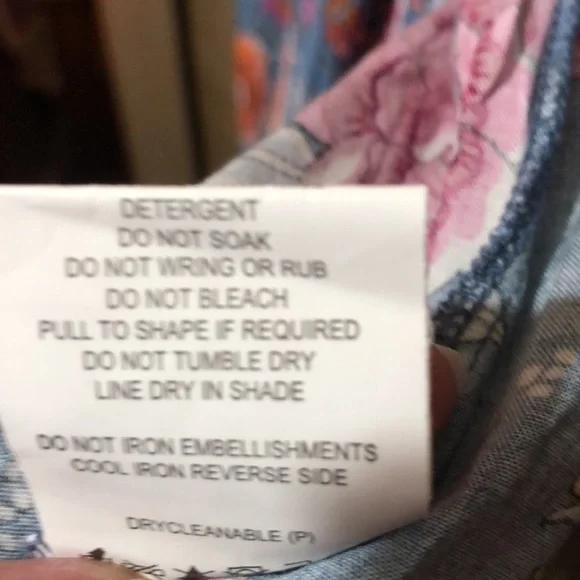 DETERGENT
DO NOT SOAK
DO NOT WRING OR RUB
DO NOT BLEACH
PULL TO SHAPE IF REQUIRED
DO NOT TUMBLE DRY
LINE DRY IN SHADE
DO NOT IRON EMBELLISHMENTS
COOL IRON REVERSE SIDE
DRYCLEANABLE (P)